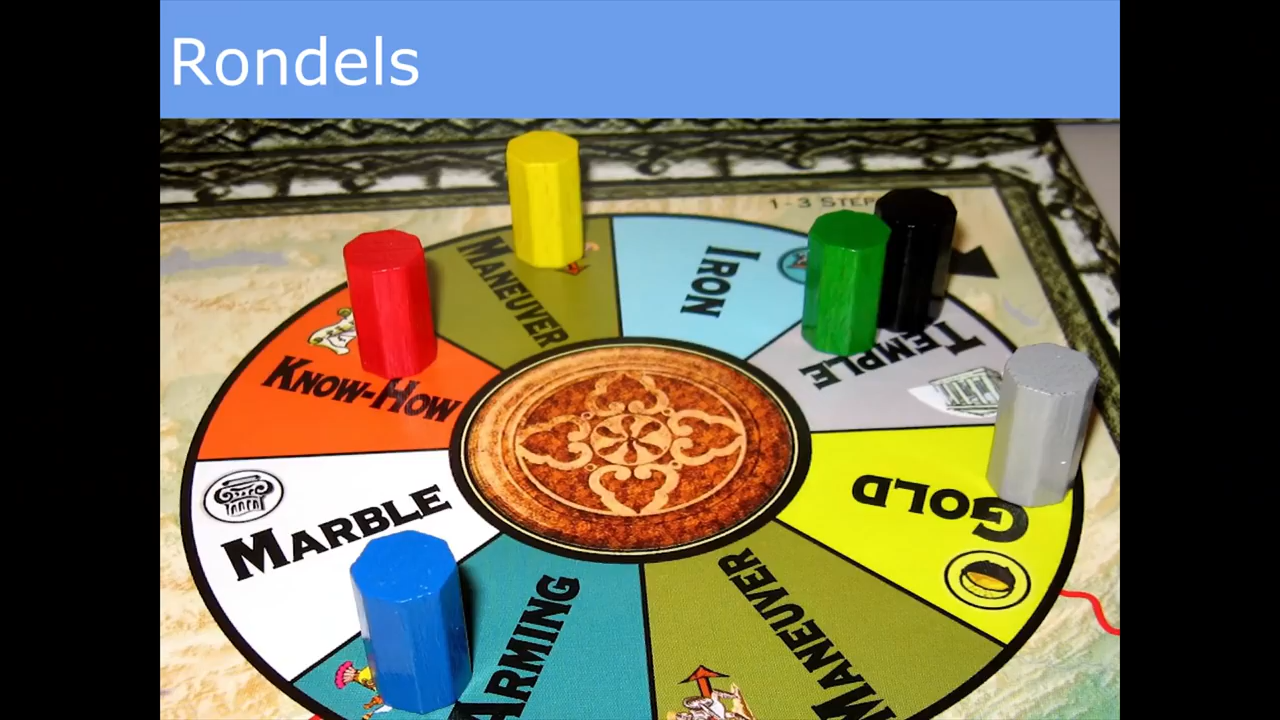 Rondels
1 - 3 STEP
MANEUVER
IRON
TEMPLE
KNOW-HOW
GOLD
MARBLE
ARMING
MANEUVER